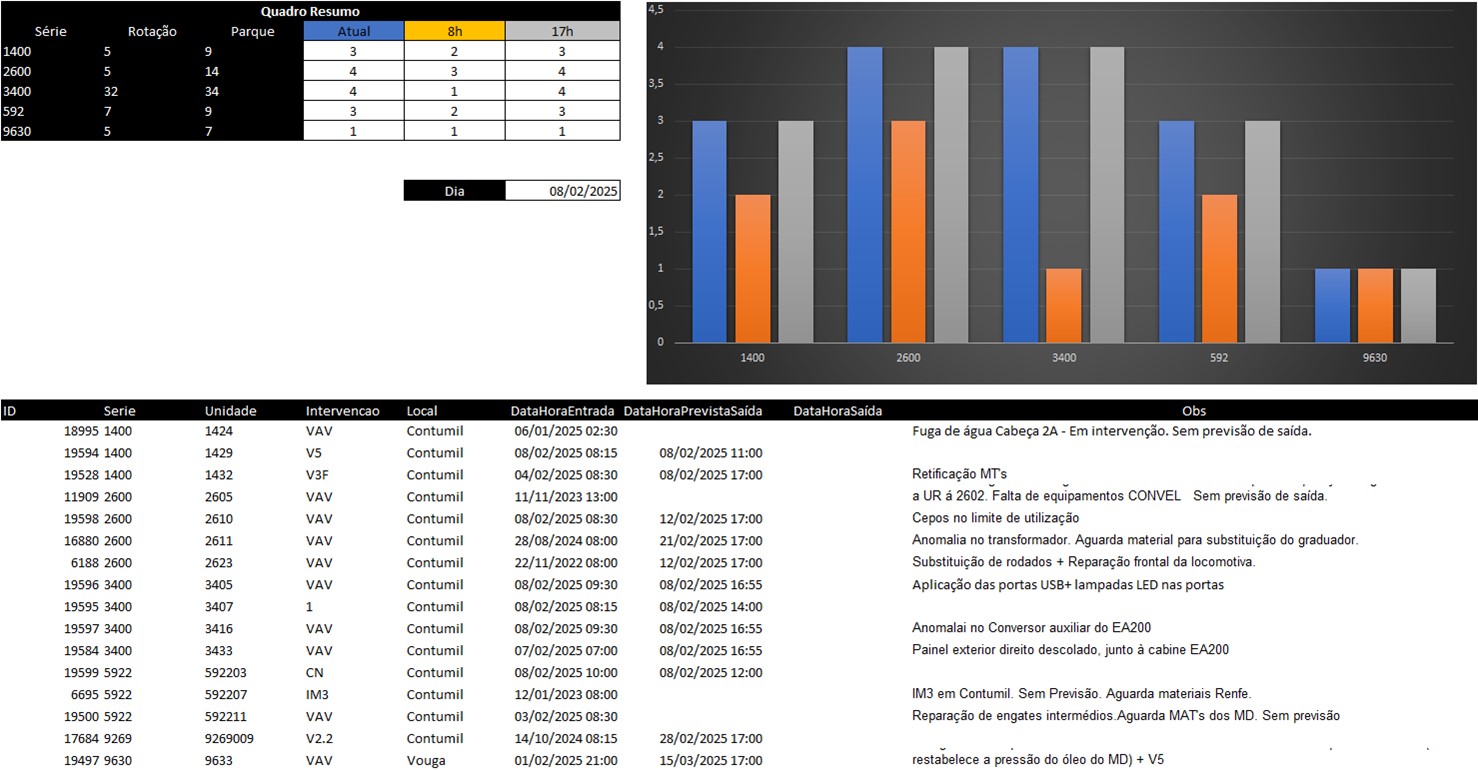 Quadro Resumo
Série Rotação Parque Atual 8h 17h
1400 5 9 3 2 3
2600 5 14 4 3 4
3400 32 34 4 1 4
592 7 9 3 2 3
9630 5 7 1 1 1
Dia 08/02/2025
4,5
4
3,5
3
2,5
2
1,5
1
0,5
0
1400 2600 3400 592 9630
ID Serie Unidade Intervencao Local DataHoraEntrada DataHoraPrevistaSaída DataHoraSaída Obs
18995 1400 1424 VAV Contumil 06/01/2025 02:30 Fuga de água Cabeça 2A - Em intervenção. Sem previsão de saída.
19594 1400 1429 V5 Contumil 08/02/2025 08:15 08/02/2025 11:00
19528 1400 1432 V3F Contumil 04/02/2025 08:30 08/02/2025 17:00 Retificação MT's
11909 2600 2605 VAV Contumil 11/11/2023 13:00 a UR á 2602. Falta de equipamentos CONVEL Sem previsão de saída.
19598 2600 2610 VAV Contumil 08/02/2025 08:30 12/02/2025 17:00 Cepos no limite de utilização
16880 2600 2611 VAV Contumil 28/08/2024 08:00 21/02/2025 17:00 Anomalia no transformador. Aguarda material para substituição do graduador.
6188 2600 2623 VAV Contumil 22/11/2022 08:00 12/02/2025 17:00 Substituição de rodados + Reparação frontal da locomotiva.
19596 3400 3405 VAV Contumil 08/02/2025 09:30 08/02/2025 16:55 Aplicação das portas USB+ lampadas LED nas portas
19595 3400 3407 1 Contumil 08/02/2025 08:15 08/02/2025 14:00
19597 3400 3416 VAV Contumil 08/02/2025 09:30 08/02/2025 16:55 Anomalai no Conversor auxiliar do EA200
19584 3400 3433 VAV Contumil 07/02/2025 07:00 08/02/2025 16:55 Painel exterior direito descolado, junto à cabine EA200
19599 5922 592203 CN Contumil 08/02/2025 10:00 08/02/2025 12:00
6695 5922 592207 IM3 Contumil 12/01/2023 08:00 IM3 em Contumil. Sem Previsão. Aguarda materiais Renfe.
19500 5922 592211 VAV Contumil 03/02/2025 08:30 Reparação de engates intermédios.Aguarda MAT's dos MD. Sem previsão
17684 9269 9269009 V2.2 Contumil 14/10/2024 08:15 28/02/2025 17:00
19497 9630 9633 VAV Vouga 01/02/2025 21:00 15/03/2025 17:00 restabelece a pressão do óleo do MD) + V5